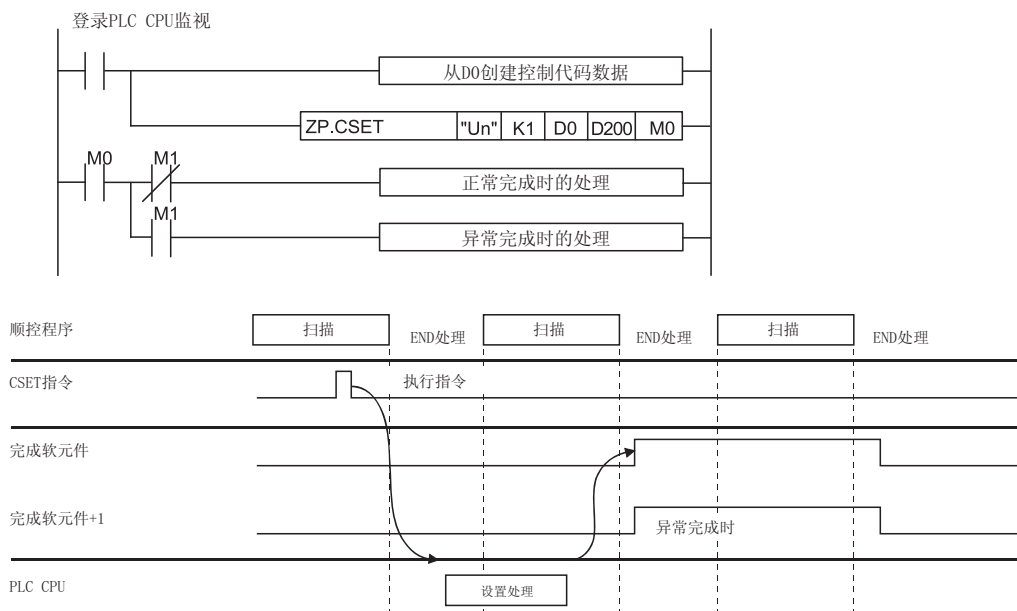 登录PLC CPU监视
从D0创建控制代码数据
ZP.CSET "Un" K1 D0 D200 M0
M0 M1
正常完成时的处理
M1
异常完成时的处理
顺控程序 扫描 END处理 扫描 END处理 扫描 END处理
CSET指令 执行指令
完成软元件
完成软元件+1 异常完成时
PLC CPU 设置处理